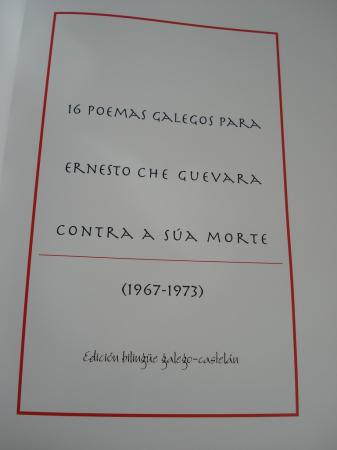 16 POEMAS GALEGOS PARA
ERNESTO CHE GUEVARA
CONTRA A SÚA MORTE
(1967-1973)
Edición bilingüe galego-castelán